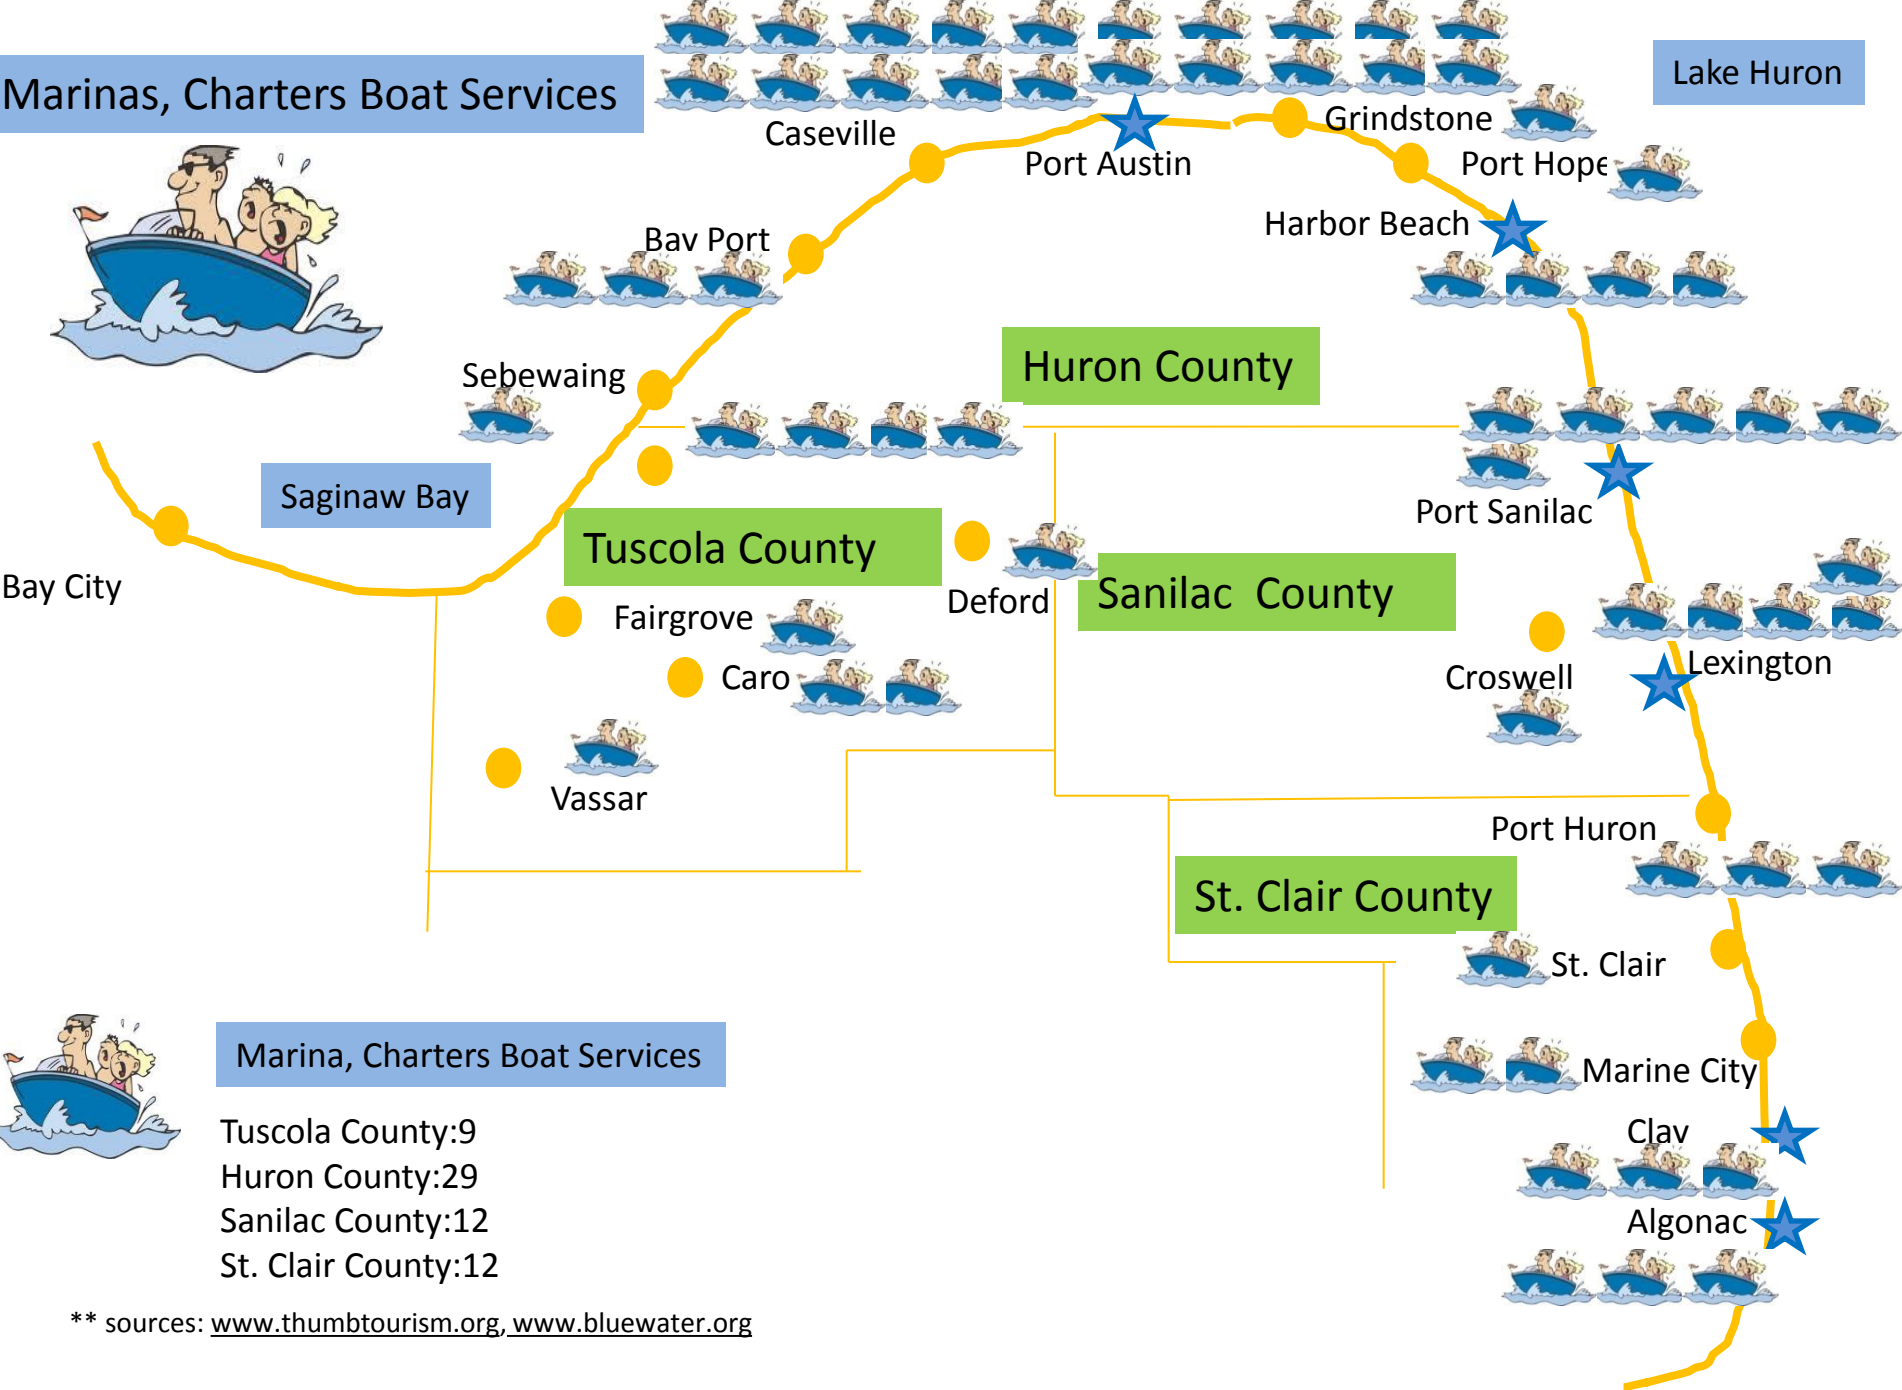 Marinas, Charters Boat Services
Lake Huron
Grindstone
Caseville
Port Austin
Port Hope
Harbor Beach
Bay Port
Huron County
Sebewaing
Saginaw Bay
Port Sanilac
Tuscola County
Sanilac County
Bay City
Deford
Fairgrove
Caro
Croswell
Lexington
Vassar
Port Huron
St. Clair County
St. Clair
Marina, Charters Boat Services
Marine City
Tuscola County:9
Clay
Huron County:29
Sanilac County:12
Algonac
St. Clair County:12
** sources: www.thumbtourism.org, www.bluewater.org